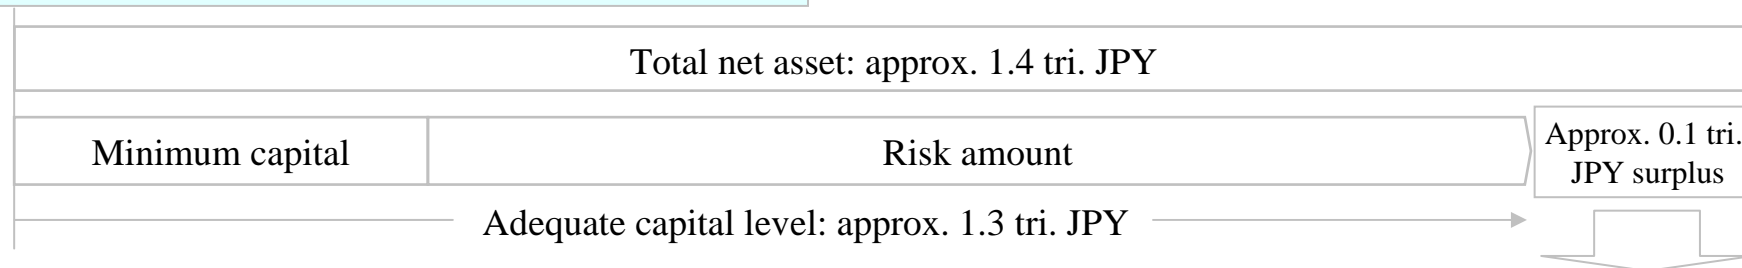 Total net asset: approx. 1.4 tri. JPY
Minimum capital
Risk amount
Approx. 0.1 tri.
JPY surplus
Adequate capital level: approx. 1.3 tri. JPY